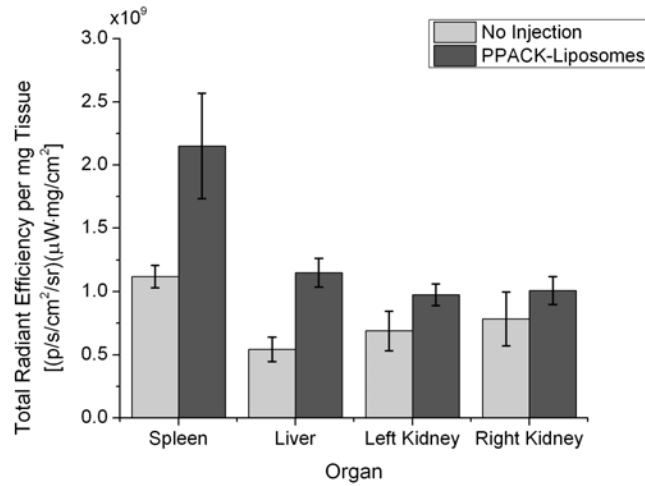 x10⁹
No Injection
PPACK-Liposomes
Total Radiant Efficiency per mg Tissue
[(p/s/cm²/sr)(μW·mg/cm²]
3.0
2.5
2.0
1.5
1.0
0.5
0.0
Spleen Liver Left Kidney Right Kidney
Organ